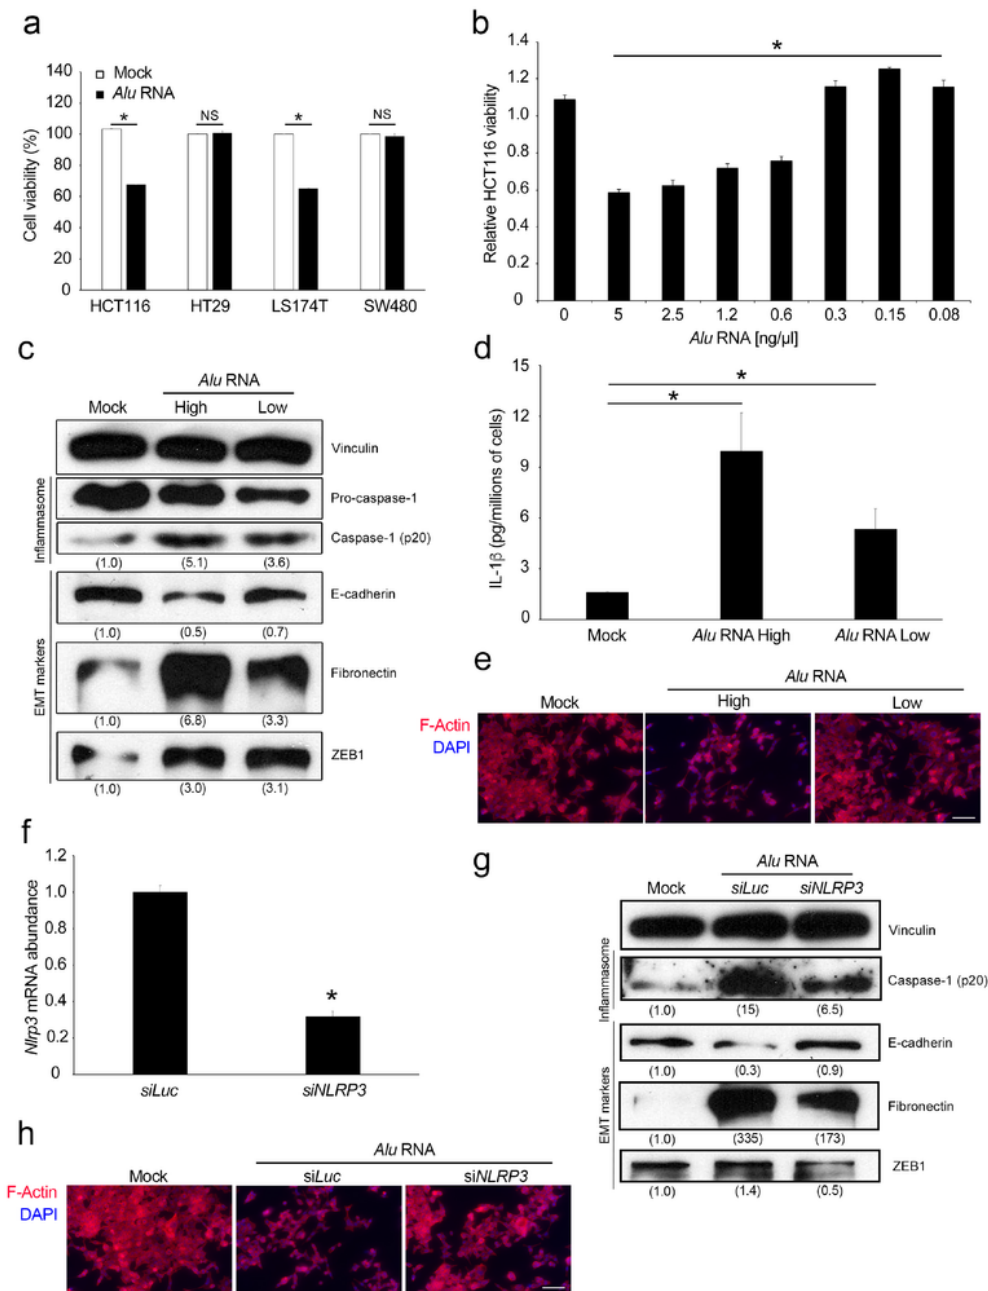 a
140
120
100
80
60
40
20
0
Cell viability (%)
Mock
Alu RNA
*
NS
*
NS
HCT116 HT29 LS174T SW480
b
1.4
1.2
1.0
0.8
0.6
0.4
0.2
0
Relative HCT116 viability
*
0 5 2.5 1.2 0.6 0.3 0.15 0.08
Alu RNA [ng/µl]
c
Alu RNA
Mock High Low
Vinculin
Inflammasome
Pro-caspase-1
Caspase-1 (p20)
(1.0) (5.1) (3.6)
EMT markers
E-cadherin
(1.0) (0.5) (0.7)
Fibronectin
(1.0) (6.8) (3.3)
ZEB1
(1.0) (3.0) (3.1)
d
15
12
9
6
3
0
IL-1β (pg/millions of cells)
*
*
Mock Alu RNA High Alu RNA Low
e
Alu RNA
Mock High Low
F-Actin
DAPI
f
1.2
1.0
0.8
0.6
0.4
0.2
0
Nlrp3 mRNA abundance
*
siLuc siNLRP3
g
Alu RNA
Mock siLuc siNLRP3
Vinculin
Inflammasome
Caspase-1 (p20)
(1.0) (15) (6.5)
EMT markers
E-cadherin
(1.0) (0.3) (0.9)
Fibronectin
(1.0) (335) (173)
ZEB1
(1.0) (1.4) (0.5)
h
Alu RNA
Mock siLuc siNLRP3
F-Actin
DAPI